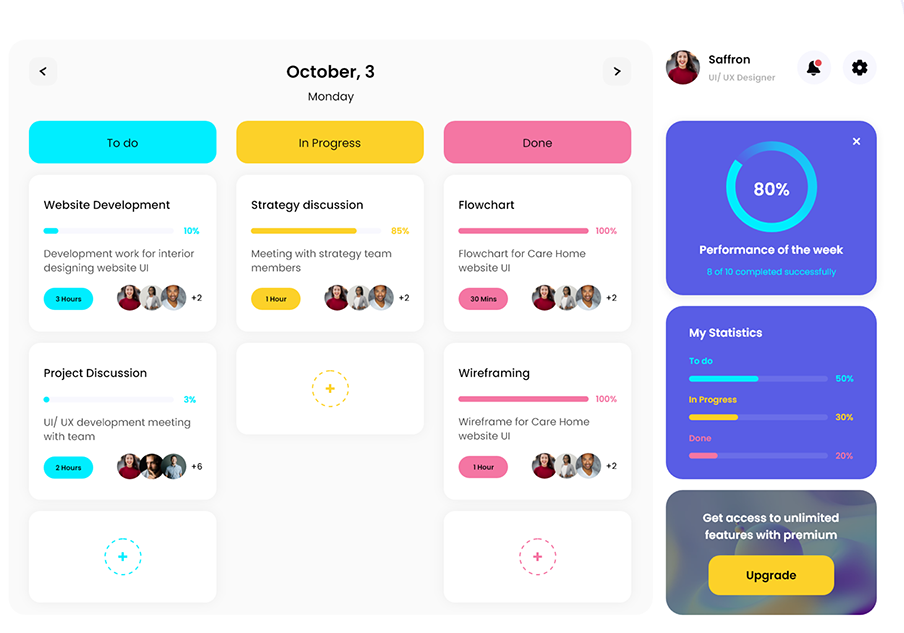 <
October, 3
>
Monday
To do
In Progress
Done
Website Development
10%
Development work for interior
designing website UI
3 Hours
+2
Strategy discussion
85%
Meeting with strategy team
members
1 Hour
+2
Flowchart
100%
Flowchart for Care Home
website UI
30 Mins
+2
Project Discussion
3%
UI/ UX development meeting
with team
2 Hours
+6
+
Wireframing
100%
Wireframe for Care Home
website UI
1 Hour
+2
+
+
Saffron
UI/ UX Designer
80%
Performance of the week
8 of 10 completed successfully
My Statistics
To do
50%
In Progress
30%
Done
20%
Get access to unlimited
features with premium
Upgrade